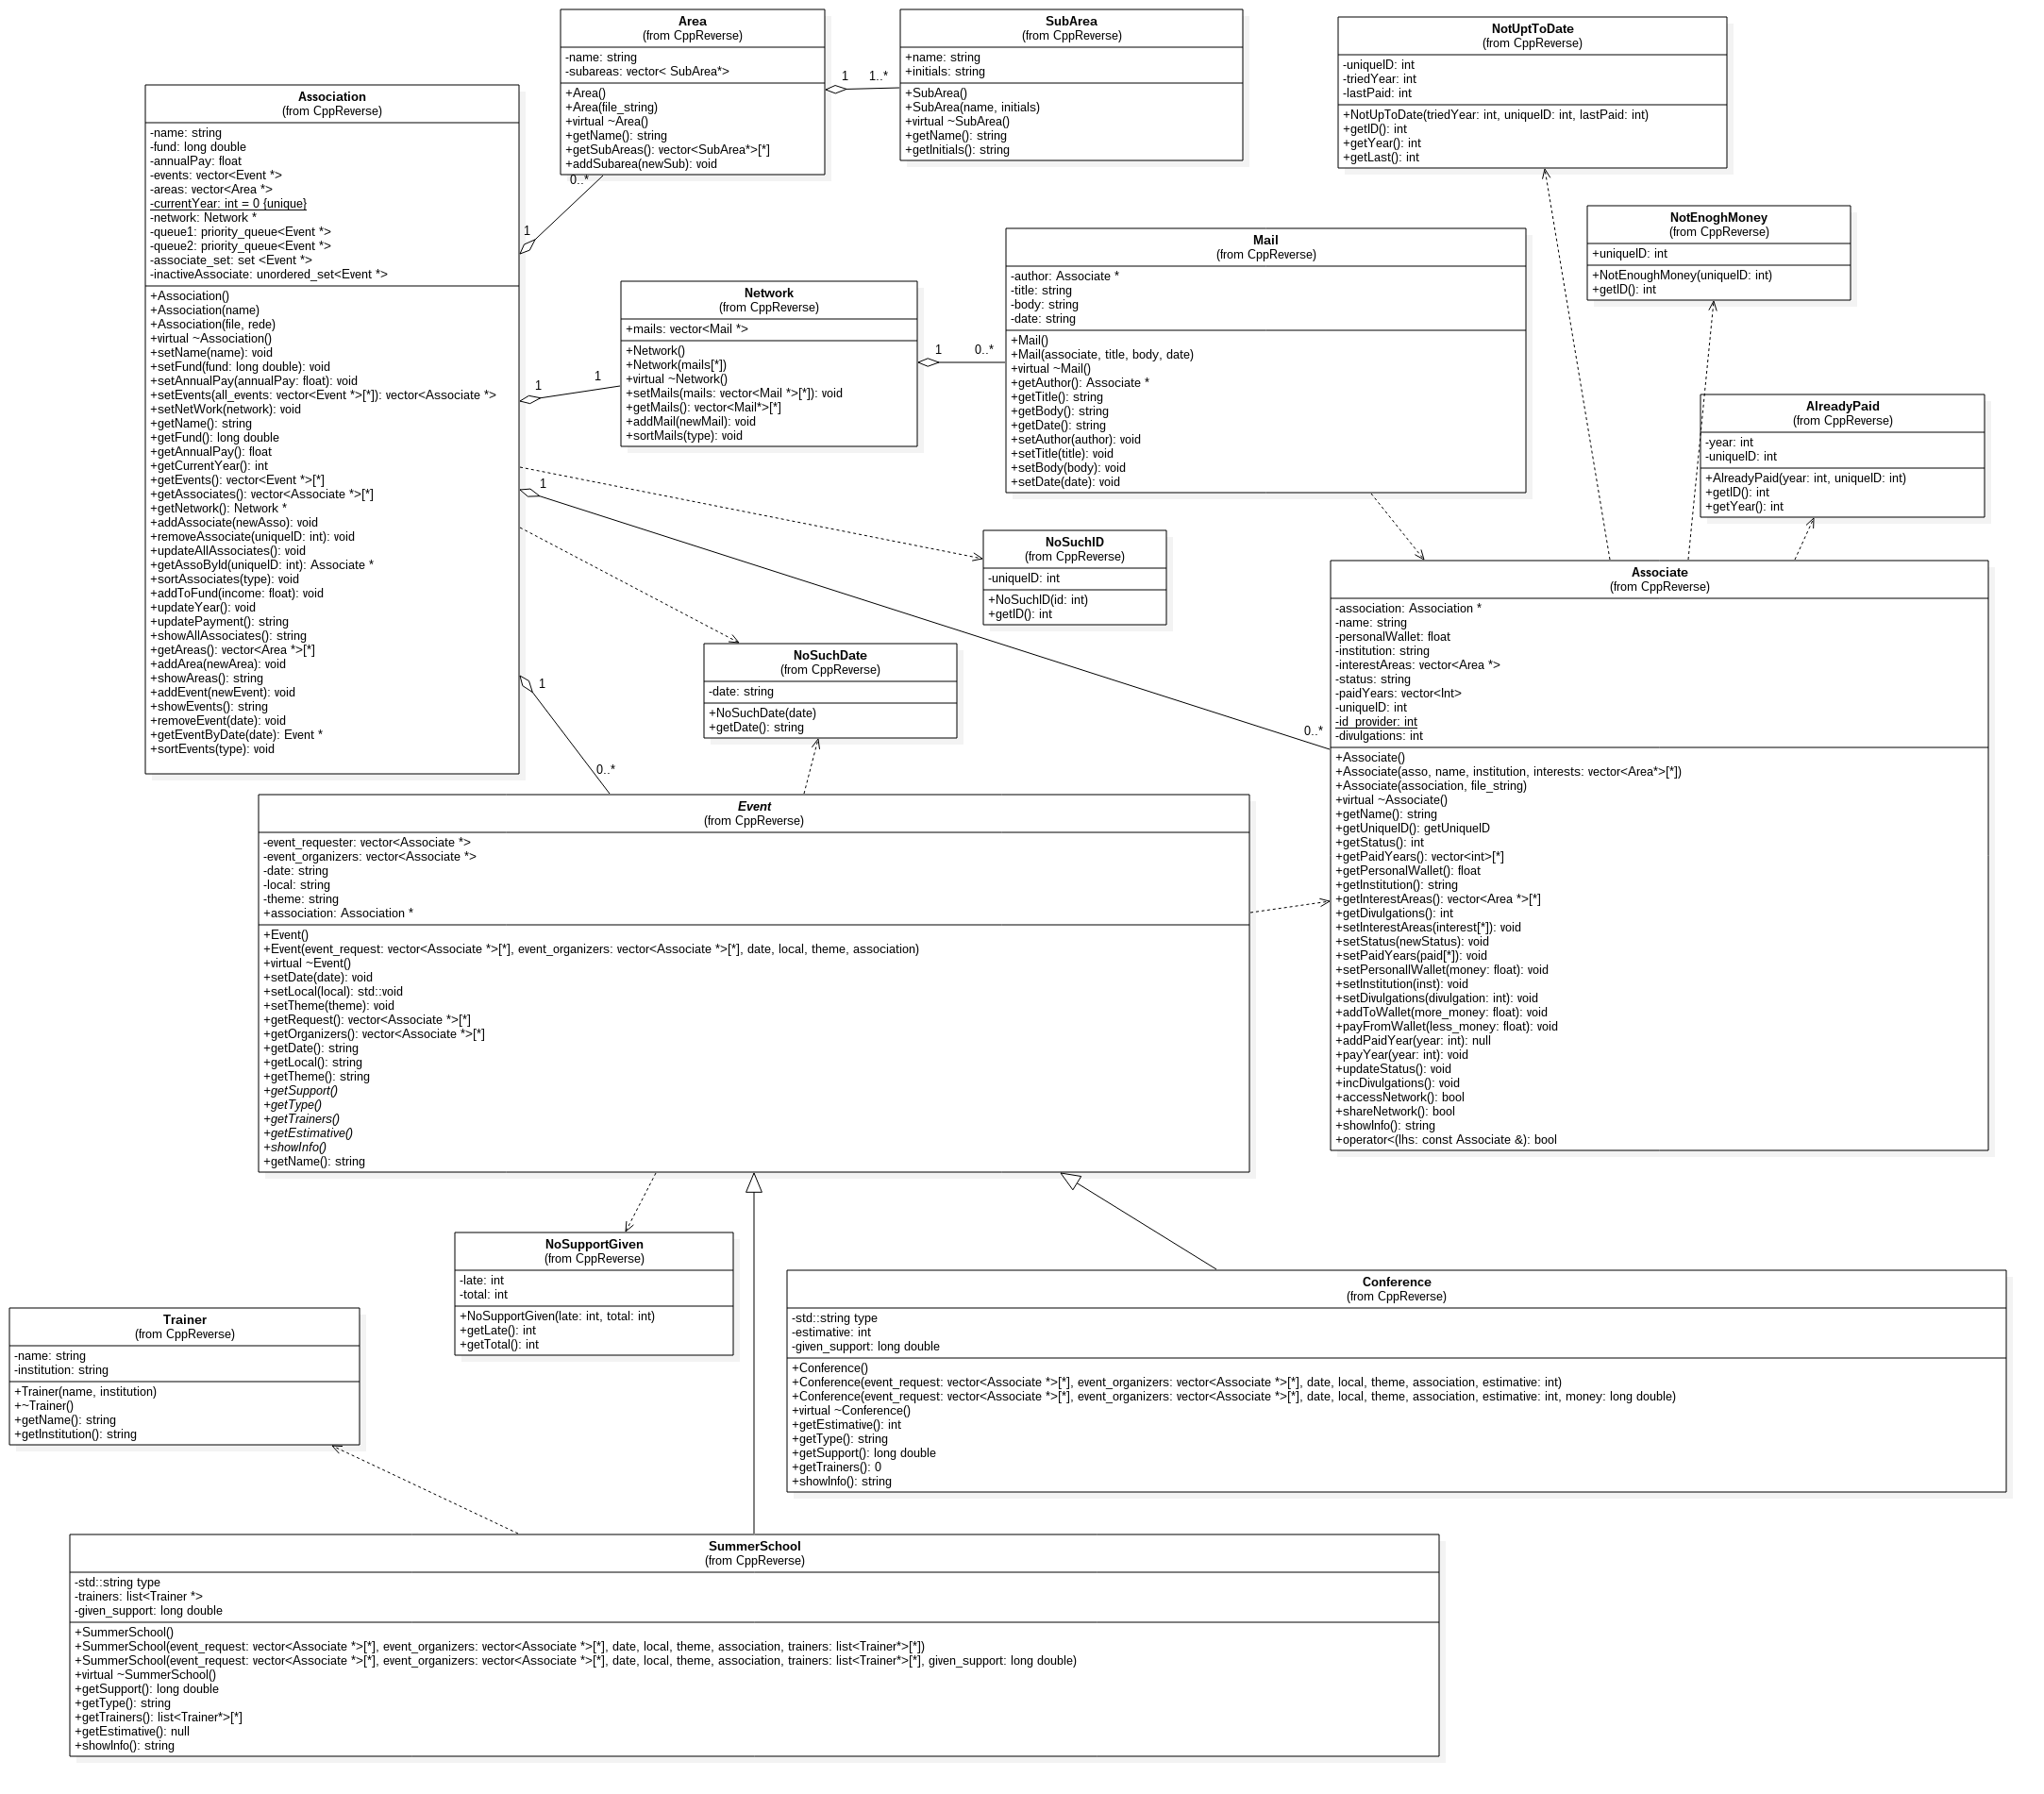 Area
(from CppReverse)
-name: string
-subareas: vector< SubArea*>
+Area()
+Area(file_string)
+virtual ~Area()
+getName(): string
+getSubAreas(): vector<SubArea*>[*]
+addSubarea(newSub): void
1
1..*
SubArea
(from CppReverse)
+name: string
+initials: string
+SubArea()
+SubArea(name, initials)
+virtual ~SubArea()
+getName(): string
+getInitials(): string
NotUptToDate
(from CppReverse)
-uniqueID: int
-triedYear: int
-lastPaid: int
+NotUpToDate(triedYear: int, uniqueID: int, lastPaid: int)
+getID(): int
+getYear(): int
+getLast(): int
Association
(from CppReverse)
-name: string
-fund: long double
-annualPay: float
-events: vector<Event *>
-areas: vector<Area *>
-currentYear: int = 0 {unique}
-network: Network *
-queue1: priority_queue<Event *>
-queue2: priority_queue<Event *>
-associate_set: set <Event *>
-inactiveAssociate: unordered_set<Event *>
+Association()
+Association(name)
+Association(file, rede)
+virtual ~Association()
+setName(name): void
+setFund(fund: long double): void
+setAnnualPay(annualPay: float): void
+setEvents(all_events: vector<Event *>[*]): vector<Associate *>
+setNetWork(network): void
+getName(): string
+getFund(): long double
+getAnnualPay(): float
+getCurrentYear(): int
+getEvents(): vector<Event *>[*]
+getAssociates(): vector<Associate *>[*]
+getNetwork(): Network *
+addAssociate(newAsso): void
+removeAssociate(uniqueID: int): void
+updateAllAssociates(): void
+getAssoById(uniqueID: int): Associate *
+sortAssociates(type): void
+addToFund(income: float): void
+updateYear(): void
+updatePayment(): string
+showAllAssociates(): string
+getAreas(): vector<Area *>[*]
+addArea(newArea): void
+showAreas(): string
+addEvent(newEvent): void
+showEvents(): string
+removeEvent(date): void
+getEventByDate(date): Event *
+sortEvents(type): void
0..*
1
1
1
1
0..*
1
0..*
Network
(from CppReverse)
+mails: vector<Mail *>
+Network()
+Network(mails[*])
+virtual ~Network()
+setMails(mails: vector<Mail *>[*]): void
+getMails(): vector<Mail*>[*]
+addMail(newMail): void
+sortMails(type): void
1
0..*
Mail
(from CppReverse)
-author: Associate *
-title: string
-body: string
-date: string
+Mail()
+Mail(associate, title, body, date)
+virtual ~Mail()
+getAuthor(): Associate *
+getTitle(): string
+getBody(): string
+getDate(): string
+setAuthor(author): void
+setTitle(title): void
+setBody(body): void
+setDate(date): void
NotEnoghMoney
(from CppReverse)
+uniqueID: int
+NotEnoughMoney(uniqueID: int)
+getID(): int
AlreadyPaid
(from CppReverse)
-year: int
-uniqueID: int
+AlreadyPaid(year: int, uniqueID: int)
+getID(): int
+getYear(): int
NoSuchID
(from CppReverse)
-uniqueID: int
+NoSuchID(id: int)
+getID(): int
NoSuchDate
(from CppReverse)
-date: string
+NoSuchDate(date)
+getDate(): string
Associate
(from CppReverse)
-association: Association *
-name: string
-personalWallet: float
-institution: string
-interestAreas: vector<Area *>
-status: string
-paidYears: vector<Int>
-uniqueID: int
-id_provider: int
-divulgations: int
+Associate()
+Associate(asso, name, institution, interests: vector<Area*>[*])
+Associate(association, file_string)
+virtual ~Associate()
+getName(): string
+getUniqueID(): getUniqueID
+getStatus(): int
+getPaidYears(): vector<int>[*]
+getPersonalWallet(): float
+getInstitution(): string
+getInterestAreas(): vector<Area *>[*]
+getDivulgations(): int
+setInterestAreas(interest[*]): void
+setStatus(newStatus): void
+setPaidYears(paid[*]): void
+setPersonallWallet(money: float): void
+setInstitution(inst): void
+setDivulgations(divulgation: int): void
+addToWallet(more_money: float): void
+payFromWallet(less_money: float): void
+addPaidYear(year: int): null
+payYear(year: int): void
+updateStatus(): void
+incDivulgations(): void
+accessNetwork(): bool
+shareNetwork(): bool
+showInfo(): string
+operator<(lhs: const Associate &): bool
Event
(from CppReverse)
-event_requester: vector<Associate *>
-event_organizers: vector<Associate *>
-date: string
-local: string
-theme: string
+association: Association *
+Event()
+Event(event_request: vector<Associate *>[*], event_organizers: vector<Associate *>[*], date, local, theme, association)
+virtual ~Event()
+setDate(date): void
+setLocal(local): std::void
+setTheme(theme): void
+getRequest(): vector<Associate *>[*]
+getOrganizers(): vector<Associate *>[*]
+getDate(): string
+getLocal(): string
+getTheme(): string
+getSupport()
+getType()
+getTrainers()
+getEstimative()
+showInfo()
+getName(): string
NoSupportGiven
(from CppReverse)
-late: int
-total: int
+NoSupportGiven(late: int, total: int)
+getLate(): int
+getTotal(): int
Conference
(from CppReverse)
-std::string type
-estimative: int
-given_support: long double
+Conference()
+Conference(event_request: vector<Associate *>[*], event_organizers: vector<Associate *>[*], date, local, theme, association, estimative: int)
+Conference(event_request: vector<Associate *>[*], event_organizers: vector<Associate *>[*], date, local, theme, association, estimative: int, money: long double)
+virtual ~Conference()
+getEstimative(): int
+getType(): string
+getSupport(): long double
+getTrainers(): 0
+showInfo(): string
Trainer
(from CppReverse)
-name: string
-institution: string
+Trainer(name, institution)
+~Trainer()
+getName(): string
+getInstitution(): string
SummerSchool
(from CppReverse)
-std::string type
-trainers: list<Trainer *>
-given_support: long double
+SummerSchool()
+SummerSchool(event_request: vector<Associate *>[*], event_organizers: vector<Associate *>[*], date, local, theme, association, trainers: list<Trainer*>[*])
+SummerSchool(event_request: vector<Associate *>[*], event_organizers: vector<Associate *>[*], date, local, theme, association, trainers: list<Trainer*>[*], given_support: long double)
+virtual ~SummerSchool()
+getSupport(): long double
+getType(): string
+getTrainers(): list<Trainer*>[*]
+getEstimative(): null
+showInfo(): string